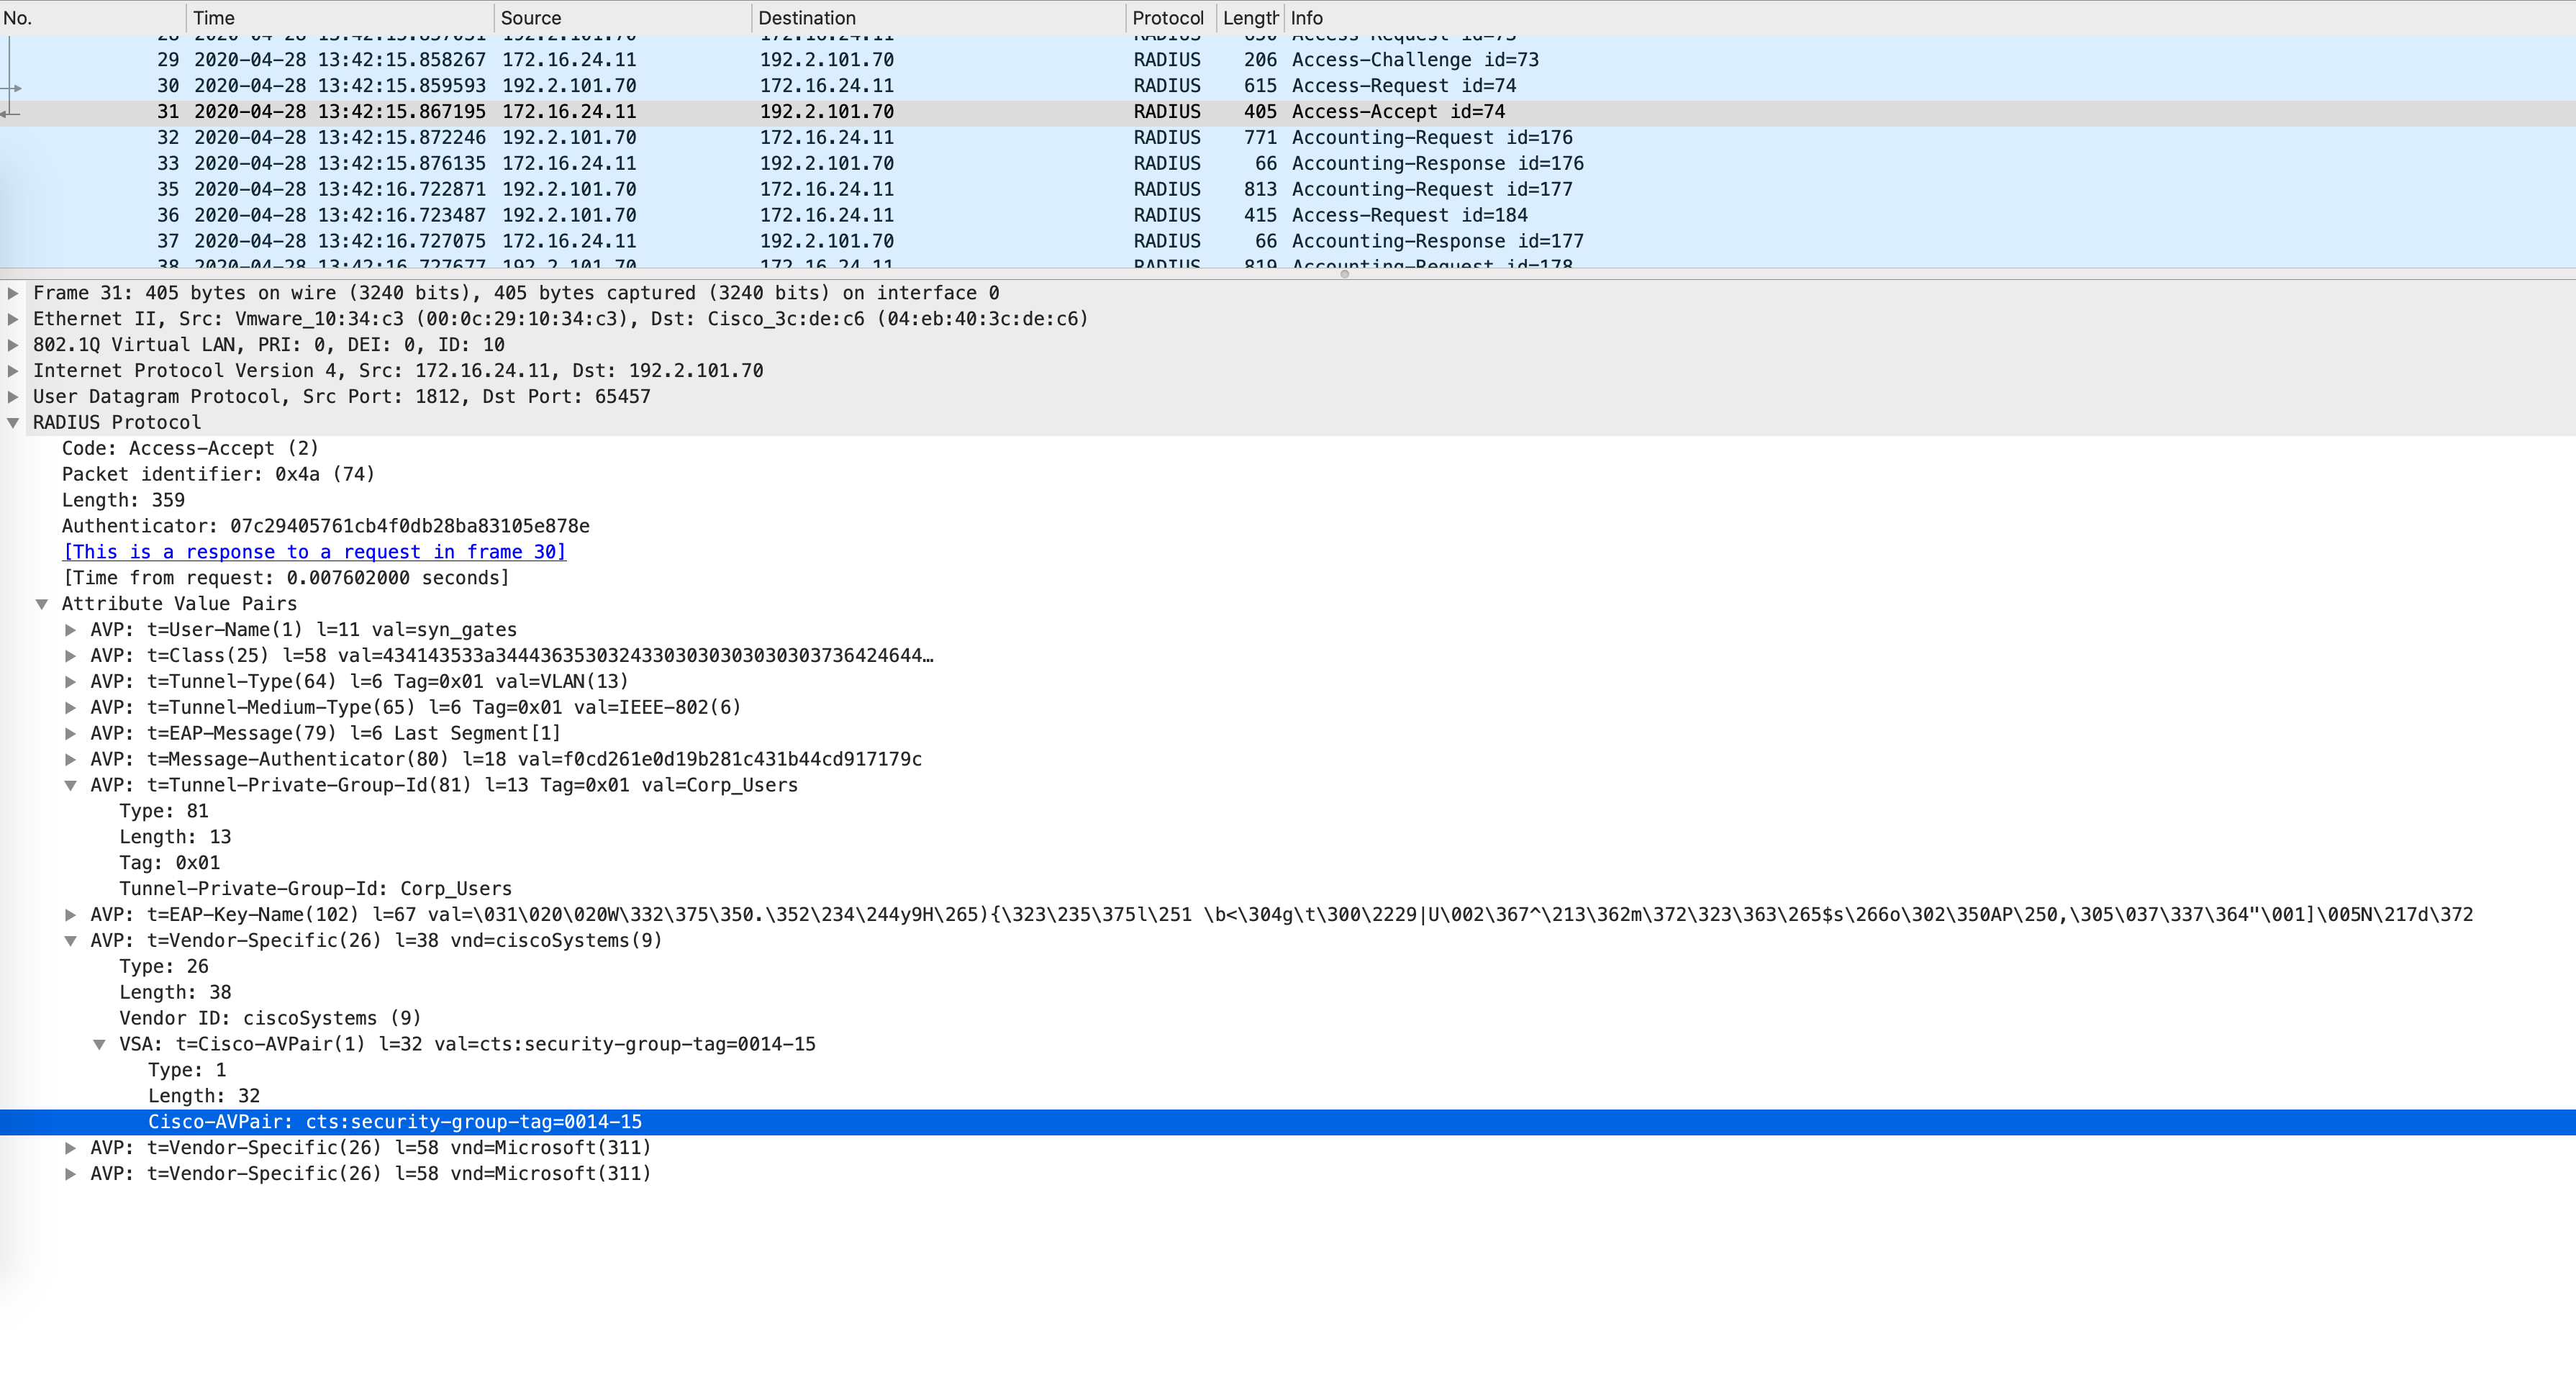 No. Time Source Destination Protocol Length Info
29 2020-04-28 13:42:15.858267 172.16.24.11 192.2.101.70 RADIUS 206 Access-Challenge id=73
30 2020-04-28 13:42:15.859593 192.2.101.70 172.16.24.11 RADIUS 615 Access-Request id=74
31 2020-04-28 13:42:15.867195 172.16.24.11 192.2.101.70 RADIUS 405 Access-Accept id=74
32 2020-04-28 13:42:15.872246 192.2.101.70 172.16.24.11 RADIUS 771 Accounting-Request id=176
33 2020-04-28 13:42:15.876135 172.16.24.11 192.2.101.70 RADIUS 66 Accounting-Response id=176
35 2020-04-28 13:42:16.722871 192.2.101.70 172.16.24.11 RADIUS 813 Accounting-Request id=177
36 2020-04-28 13:42:16.723487 192.2.101.70 172.16.24.11 RADIUS 415 Access-Request id=184
37 2020-04-28 13:42:16.727075 172.16.24.11 192.2.101.70 RADIUS 66 Accounting-Response id=177
38 2020-04-28 13:42:16.727677 192.2.101.70 172.16.24.11 RADIUS 819 Accounting-Request id=178
Frame 31: 405 bytes on wire (3240 bits), 405 bytes captured (3240 bits) on interface 0
Ethernet II, Src: Vmware_10:34:c3 (00:0c:29:10:34:c3), Dst: Cisco_3c:de:c6 (04:eb:40:3c:de:c6)
802.1Q Virtual LAN, PRI: 0, DEI: 0, ID: 10
Internet Protocol Version 4, Src: 172.16.24.11, Dst: 192.2.101.70
User Datagram Protocol, Src Port: 1812, Dst Port: 65457
RADIUS Protocol
Code: Access-Accept (2)
Packet identifier: 0x4a (74)
Length: 359
Authenticator: 07c29405761cb4f0db28ba83105e878e
[This is a response to a request in frame 30]
[Time from request: 0.007602000 seconds]
Attribute Value Pairs
AVP: t=User-Name(1) l=11 val=syn_gates
AVP: t=Class(25) l=58 val=434143533a3444363530324330303030303030303736424644…
AVP: t=Tunnel-Type(64) l=6 Tag=0x01 val=VLAN(13)
AVP: t=Tunnel-Medium-Type(65) l=6 Tag=0x01 val=IEEE-802(6)
AVP: t=EAP-Message(79) l=6 Last Segment[1]
AVP: t=Message-Authenticator(80) l=18 val=f0cd261e0d19b281c431b44cd917179c
AVP: t=Tunnel-Private-Group-Id(81) l=13 Tag=0x01 val=Corp_Users
Type: 81
Length: 13
Tag: 0x01
Tunnel-Private-Group-Id: Corp_Users
AVP: t=EAP-Key-Name(102) l=67 val=\031\020\020W\332\375\350.\352\234\244y9H\265){\323\235\375l\251 \b<\304g\t\300\2229|U\002\367^\213\362m\372\323\363\265$s\266o\302\350AP\250,\305\037\337\364"\001]\005N\217d\372
AVP: t=Vendor-Specific(26) l=38 vnd=ciscoSystems(9)
Type: 26
Length: 38
Vendor ID: ciscoSystems (9)
VSA: t=Cisco-AVPair(1) l=32 val=cts:security-group-tag=0014-15
Type: 1
Length: 32
Cisco-AVPair: cts:security-group-tag=0014-15
AVP: t=Vendor-Specific(26) l=58 vnd=Microsoft(311)
AVP: t=Vendor-Specific(26) l=58 vnd=Microsoft(311)